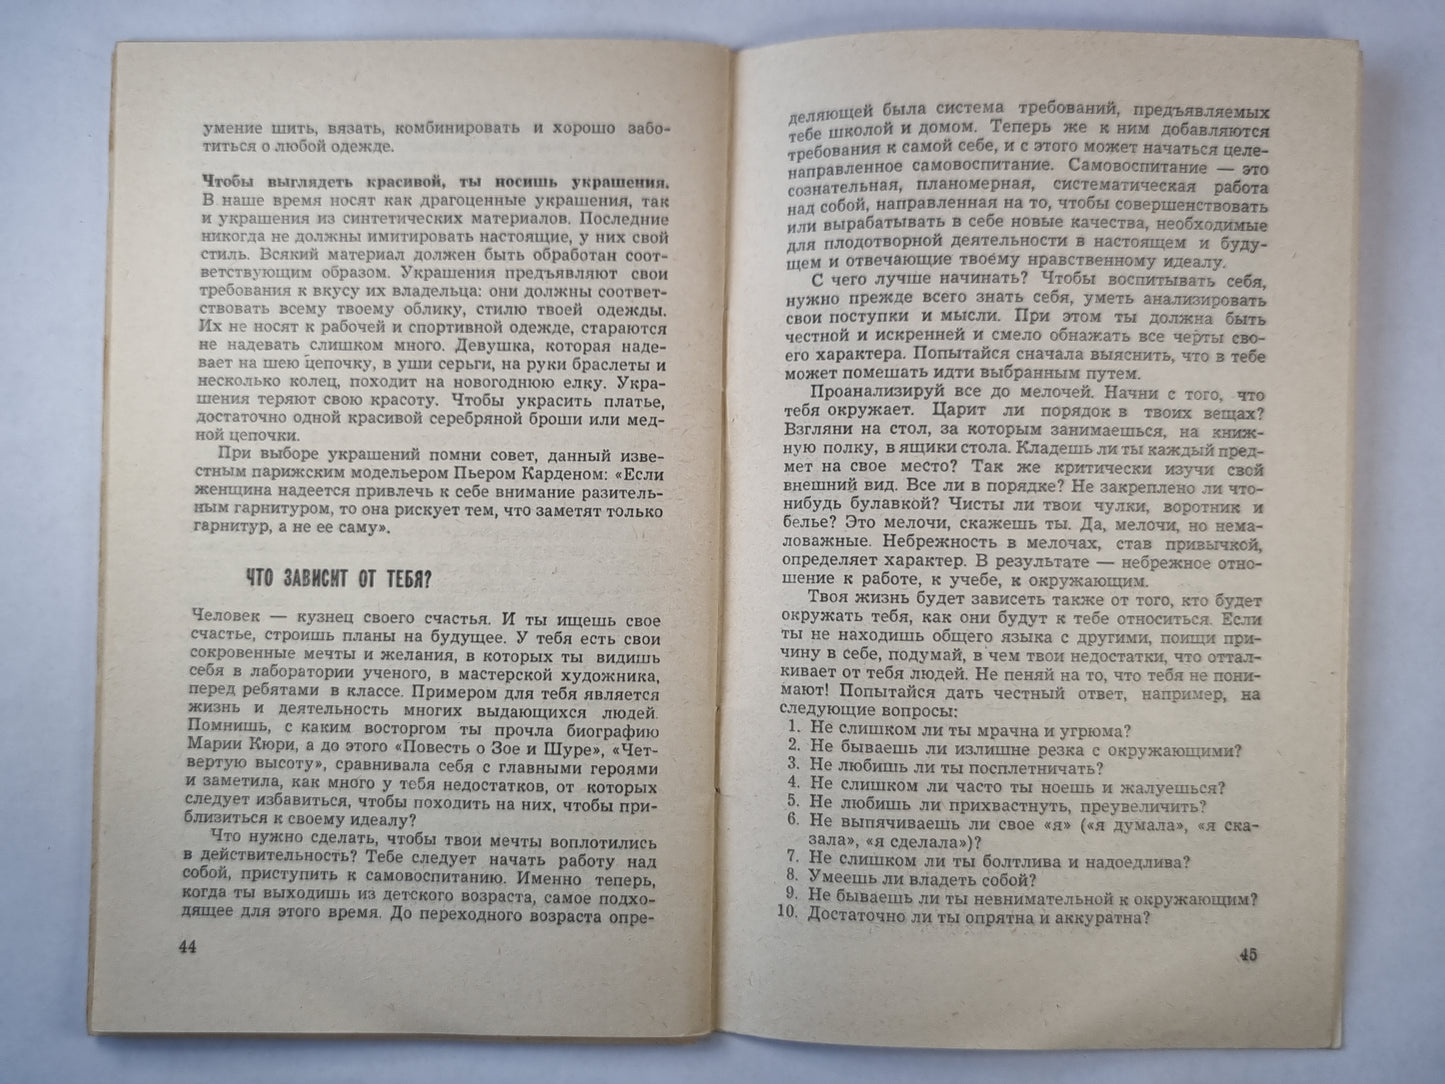 умение шить, вязать, комбинировать и хорошо забо-
титься о любой одежде.
Чтобы выглядеть красивой, ты носишь украшения.
В наше время носят как драгоценные украшения, так
и украшения из синтетических материалов. Последние
никогда не должны имитировать настоящие, у них свой
стиль. Всякий материал должен быть обработан соот-
ветствующим образом. Украшения предъявляют свои
требования к вкусу их владельца: они должны соответ-
ствовать всему твоему облику, стилю твоей одежды.
Их не носят к рабочей и спортивной одежде, стараются
не надевать слишком много. Девушка, которая наде-
вает на шею цепочку, в уши серьги, на руки браслеты и
несколько колец, походит на новогоднюю елку. Укра-
шения теряют свою красоту. Чтобы украсить платье,
достаточно одной красивой серебряной броши или мед-
ной цепочки.
При выборе украшений помни совет, данный изве-
стным парижским модельером Пьером Карденом: «Если
женщина надеется привлечь к себе внимание разитель-
ным гарнитуром, то она рискует тем, что заметят только
гарнитур, а не ее саму».
ЧТО ЗАВИСИТ ОТ ТЕБЯ?
Человек — кузнец своего счастья. И ты ищешь свое
счастье, строишь планы на будущее. У тебя есть свои
сокровенные мечты и желания, в которых ты видишь
себя в лаборатории ученого, в мастерской художника,
перед ребятами в классе. Примером для тебя является
жизнь и деятельность многих выдающихся людей.
Помнишь, с каким восторгом ты прочла биографию
Марии Кюри, а до этого «Повесть о Зое и Шуре», «Чет-
вертую высоту», сравнивала себя с главными героями
и заметила, как много у тебя недостатков, от которых
следует избавиться, чтобы походить на них, чтобы при-
близиться к своему идеалу?
Что нужно сделать, чтобы твои мечты воплотились
в действительность? Тебе следует начать работу над
собой, приступить к самовоспитанию. Именно теперь,
когда ты выходишь из детского возраста, самое подхо-
дящее для этого время. До переходного возраста опре-
44
деляющей была система требований, предъявляемых
тебе школой и домом. Теперь же к ним добавляются
требования к самой себе, и с этого может начаться целе-
направленное самовоспитание. Самовоспитание — это
сознательная, планомерная, систематическая работа
над собой, направленная на то, чтобы совершенствовать
или вырабатывать в себе новые качества, необходимые
для плодотворной деятельности в настоящем и буду-
щем и отвечающие твоему нравственному идеалу.
С чего лучше начинать? Чтобы воспитывать себя,
нужно прежде всего знать себя, уметь анализировать
свои поступки и мысли. При этом ты должна быть
честной и искренней и смело обнажать все черты сво-
его характера. Попытайся сначала выяснить, что в тебе
может помешать идти выбранным путем.
Проанализируй все до мелочей. Начни с того, что
тебя окружает. Царит ли порядок в твоих вещах?
Взгляни на стол, за которым занимаешься, на книж-
ную полку, в ящики стола. Кладешь ли ты каждый пред-
мет на свое место? Так же критически изучи свой
внешний вид. Все ли в порядке? Не закреплено ли что-
нибудь булавкой? Чисты ли твои чулки, воротник и
белье? Это мелочи, скажешь ты. Да, мелочи, но нема-
ловажные. Небрежность в мелочах, став привычкой,
определяет характер. В результате — небрежное отно-
шение к работе, к учебе, к окружающим.
Твоя жизнь будет зависеть также от того, кто будет
окружать тебя, как они будут к тебе относиться. Если
ты не находишь общего языка с другими, поищи при-
чину в себе, подумай, в чем твои недостатки, что оттал-
кивает от тебя людей. Не пеняй на то, что тебя не пони-
мают! Попытайся дать честный ответ, например, на
следующие вопросы:
1. Не слишком ли ты мрачна и угрюма?
2. Не бываешь ли излишне резка с окружающими?
3. Не любишь ли ты посплетничать?
4. Не слишком ли часто ты ноешь и жалуешься?
5. Не любишь ли прихвастнуть, преувеличить?
6. Не выпячиваешь ли свое «я» («я думала», «я ска-
зала», «я сделала»)?
7. Не слишком ли ты болтлива и надоедлива?
8. Умеешь ли владеть собой?
9. Не бываешь ли ты невнимательной к окружающим?
10. Достаточно ли ты опрятна и аккуратна?
45